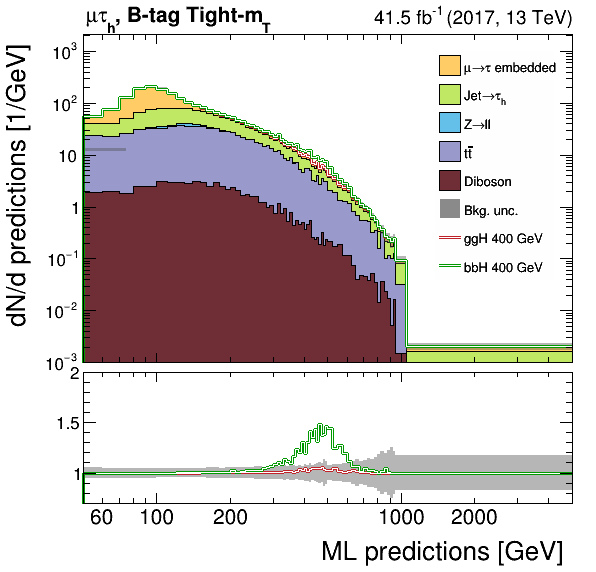 μτh, B-tag Tight-mT
41.5 fb⁻¹ (2017, 13 TeV)
dN/d predictions [1/GeV]
10³
10²
10
1
10⁻¹
10⁻²
10⁻³
μ→τ embedded
Jet→τh
Z→ll
tt̄
Diboson
Bkg. unc.
ggH 400 GeV
bbH 400 GeV
2
1.5
1
60 100 200 1000 2000
ML predictions [GeV]